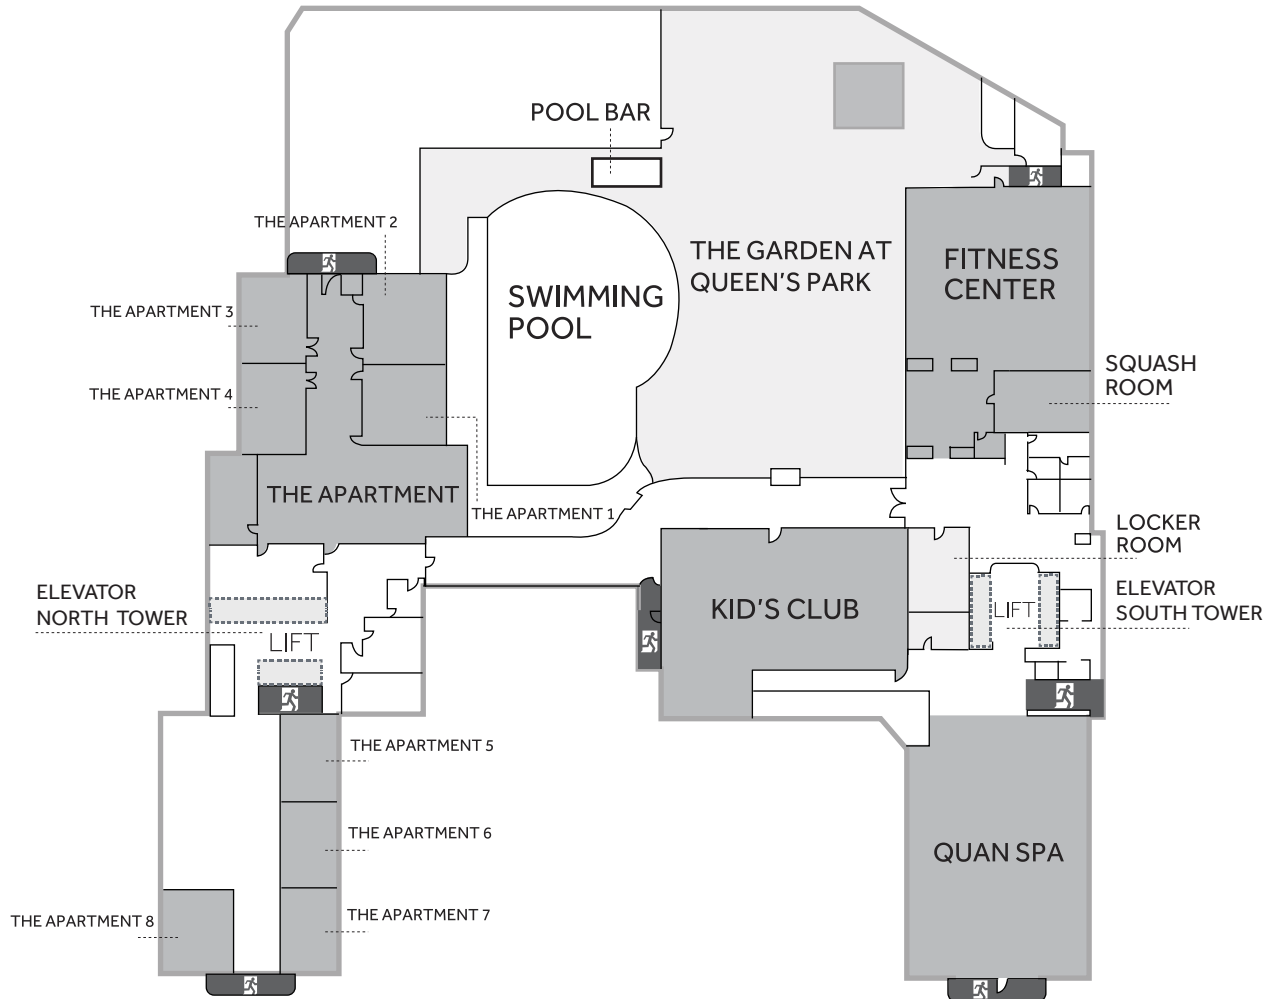 POOL BAR
THE APARTMENT 2
THE GARDEN AT
QUEEN'S PARK
FITNESS
CENTER
SWIMMING
POOL
THE APARTMENT 3
THE APARTMENT 4
SQUASH
ROOM
THE APARTMENT
THE APARTMENT 1
LOCKER
ROOM
ELEVATOR
NORTH TOWER
LIFT
KID'S CLUB
LIFT
ELEVATOR
SOUTH TOWER
THE APARTMENT 5
THE APARTMENT 6
QUAN SPA
THE APARTMENT 7
THE APARTMENT 8